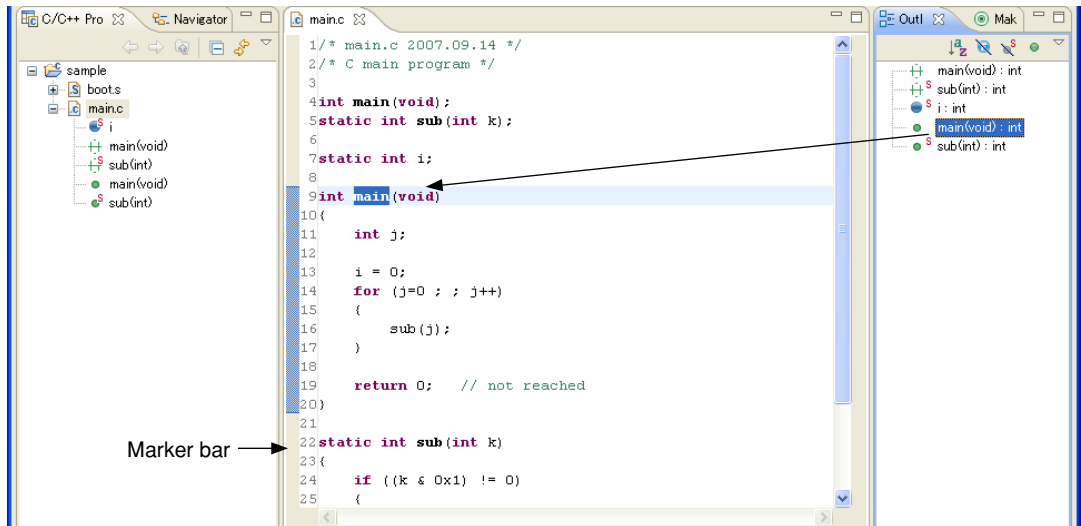 C/C++ Pro
Navigator
sample
boot.s
main.c
S
i
main(void)
S
sub(int)
main(void)
S
sub(int)
main.c
1/* main.c 2007.09.14 */
2/* C main program */
3
4int main(void);
5static int sub(int k);
6
7static int i;
8
9int main(void)
10{
11    int j;
12
13    i = 0;
14    for (j=0 ; ; j++)
15    {
16        sub(j);
17    }
18
19    return 0;   // not reached
20}
21
22static int sub(int k)
23{
24    if ((k & 0x1) != 0)
25    {
Marker bar
Outl
Mak
a
z
S
main(void) : int
S
sub(int) : int
S
i : int
main(void) : int
S
sub(int) : int